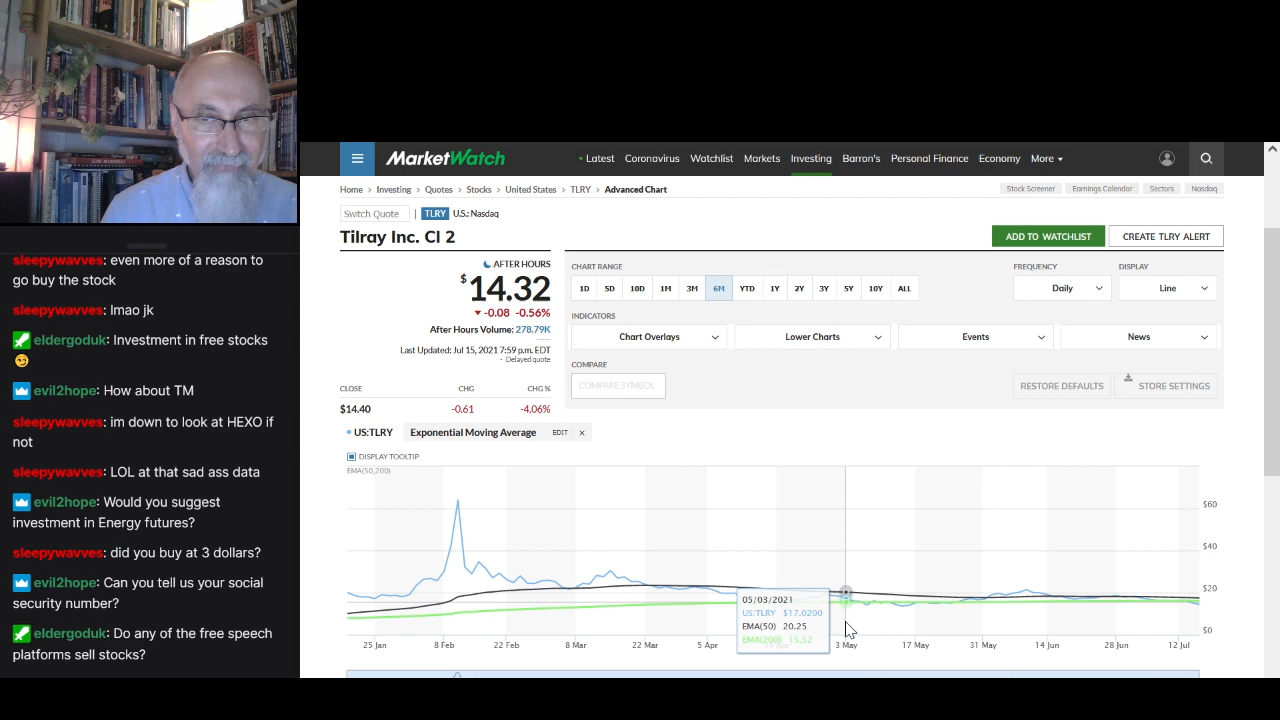 sleepywavves: even more of a reason to
go buy the stock
sleepywavves: lmao jk
eldergoduk: Investment in free stocks
evil2hope: How about TM
sleepywavves: im down to look at HEXO if
not
sleepywavves: LOL at that sad ass data
evil2hope: Would you suggest
investment in Energy futures?
sleepywavves: did you buy at 3 dollars?
evil2hope: Can you tell us your social
security number?
eldergoduk: Do any of the free speech
platforms sell stocks?
MarketWatch
Latest Coronavirus Watchlist Markets Investing Barron's Personal Finance Economy More
Home > Investing > Quotes > Stocks > United States > TLRY > Advanced Chart
Stock Screener Earnings Calendar Sectors Nasdaq
Switch Quote | TLRY U.S.: Nasdaq
Tilray Inc. Cl 2
ADD TO WATCHLIST CREATE TLRY ALERT
AFTER HOURS
$14.32
-0.08 -0.56%
After Hours Volume: 278.79K
Last Updated: Jul 15, 2021 7:59 p.m. EDT
Delayed quote
CLOSE CHG CHG %
$14.40 -0.61 -4.06%
CHART RANGE
1D 5D 10D 1M 3M 6M YTD 1Y 2Y 3Y 5Y 10Y ALL
FREQUENCY DISPLAY
Daily Line
INDICATORS
Chart Overlays Lower Charts Events News
COMPARE
COMPARE SYMBOL
RESTORE DEFAULTS STORE SETTINGS
US:TLRY Exponential Moving Average EDIT x
DISPLAY TOOLTIP
EMA(50,200)
$60
$40
$20
$0
05/03/2021
US:TLRY $17.0200
EMA(50) 20.25
EMA(200) 15.52
25 Jan 8 Feb 22 Feb 8 Mar 22 Mar 5 Apr 19 Apr 3 May 17 May 31 May 14 Jun 28 Jun 12 Jul